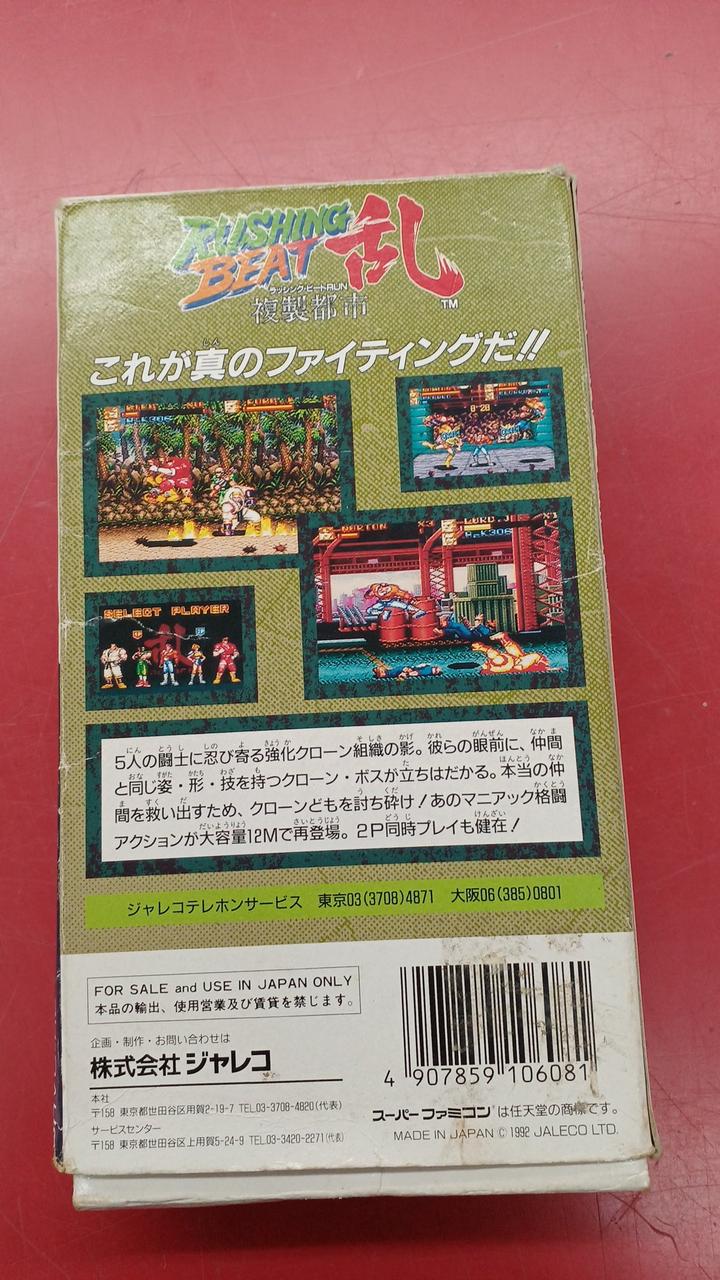 RUSHING
BEAT 乱
ラッシング・ビートRUN
複製都市
TM
これが真のファイティングだ!!
しん
NORTON X3 LORD.J X1
SELECT PLAYER
1P 2P
5人の闘士に忍び寄る強化クローン組織の影。彼らの眼前に、仲間
と同じ姿・形・技を持つクローン・ボスが立ちはだかる。本当の仲
間を救い出すため、クローンどもを討ち砕け!あのマニアック格闘
アクションが大容量12Mで再登場。2P同時プレイも健在!
ジャレコテレホンサービス 東京03(3708)4871 大阪06(385)0801
FOR SALE and USE IN JAPAN ONLY
本品の輸出、使用営業及び賃貸を禁じます。
企画・制作・お問い合わせは
株式会社 ジャレコ
本社
〒158 東京都世田谷区用賀2-19-7 TEL.03-3708-4820(代表)
サービスセンター
〒158 東京都世田谷区上用賀5-24-9 TEL.03-3420-2271(代表)
4 907859 106081
スーパーファミコン®は任天堂の商標です。
MADE IN JAPAN © 1992 JALECO LTD.